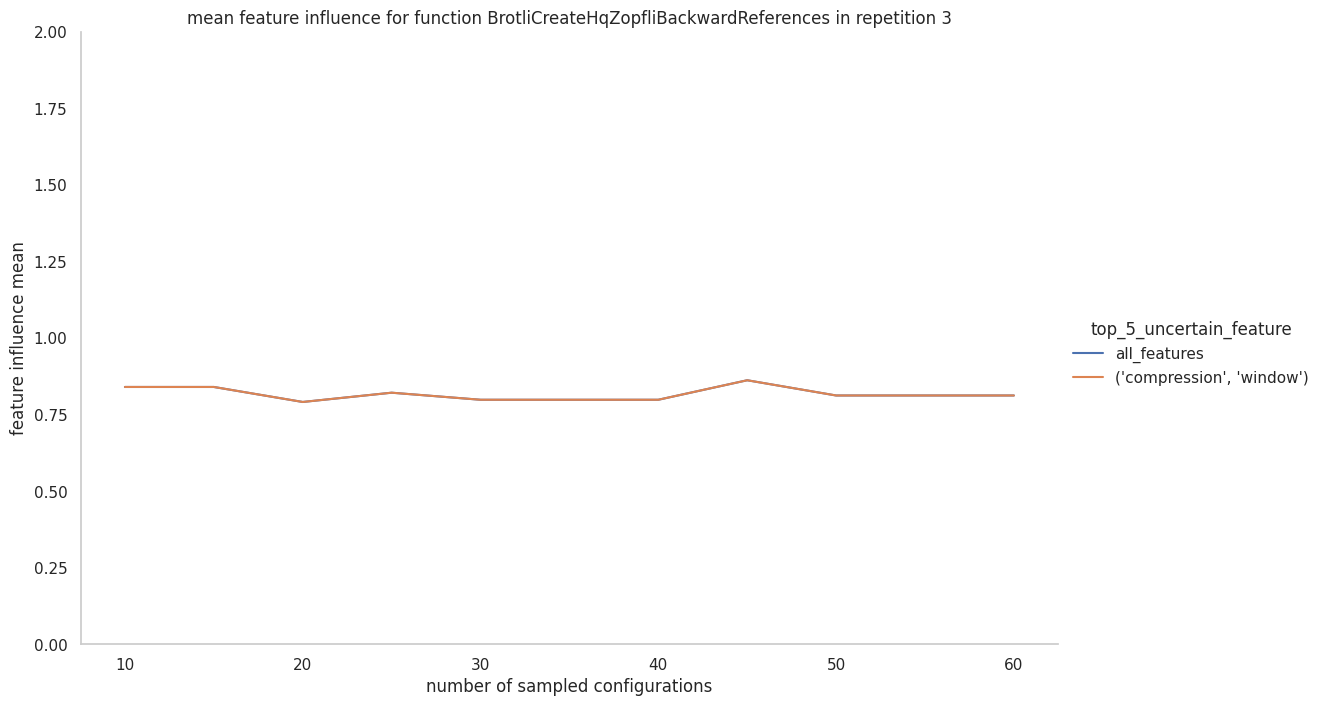 mean feature influence for function BrotliCreateHqZopfliBackwardReferences in repetition 3
2.00
1.75
1.50
1.25
1.00
0.75
0.50
0.25
0.00
feature influence mean
10 20 30 40 50 60
number of sampled configurations
top_5_uncertain_feature
all_features
('compression', 'window')